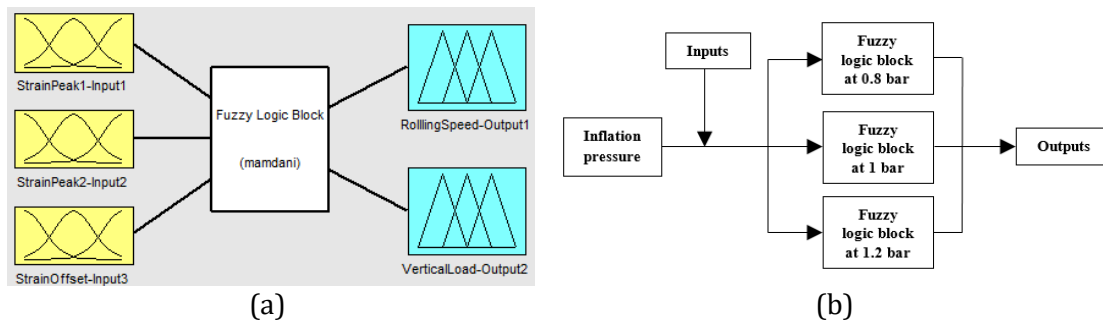 StrainPeak1-Input1
StrainPeak2-Input2
StrainOffset-Input3
Fuzzy Logic Block
(mamdani)
RolllingSpeed-Output1
VerticalLoad-Output2
(a)
Inputs
Inflation
pressure
Fuzzy
logic block
at 0.8 bar
Fuzzy
logic block
at 1 bar
Fuzzy
logic block
at 1.2 bar
Outputs
(b)